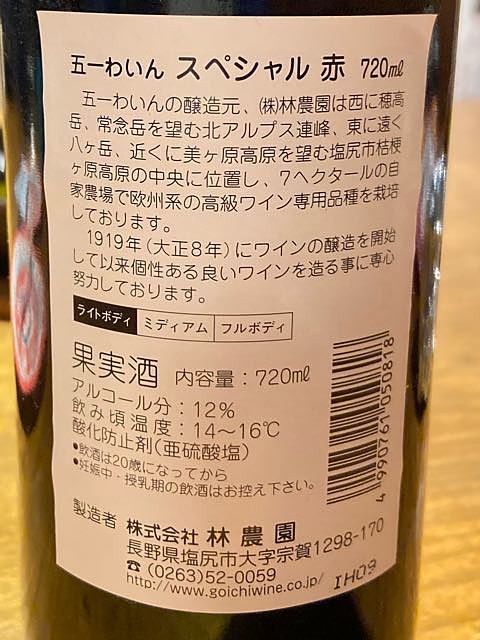 五一わいん スペシャル 赤 720㎖
五一わいんの醸造元、㈱林農園は西に穂高
岳、常念岳を望む北アルプス連峰、東に遠く
八ヶ岳、近くに美ヶ原高原を望む塩尻市桔梗
ヶ原高原の中央に位置し、7ヘクタールの自
家農場で欧州系の高級ワイン専用品種を栽培
しております。
1919年(大正8年)にワインの醸造を開始
して以来個性ある良いワインを造る事に専心
努力しております。
ライトボディ ミディアム フルボディ
果実酒 内容量:720㎖
アルコール分:12%
飲み頃温度:14〜16℃
酸化防止剤(亜硫酸塩)
●飲酒は20歳になってから
●妊娠中・授乳期の飲酒はお控え下さい。
4 990761 050818
製造者 株式会社 林農園
長野県塩尻市大字宗賀1298-170
☎(0263)52-0059
http://www.goichiwine.co.jp/
1H09